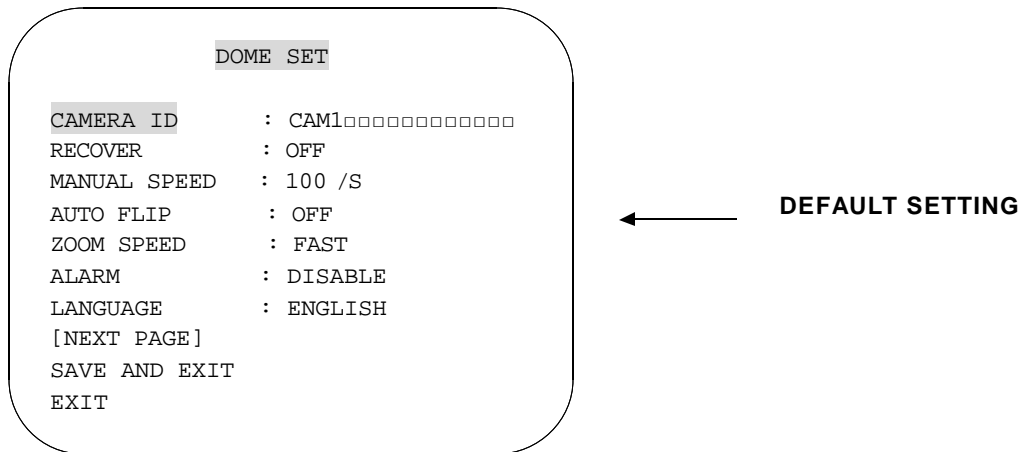 DOME SET
CAMERA ID : CAM1□□□□□□□□□□□□
RECOVER : OFF
MANUAL SPEED : 100 /S
AUTO FLIP : OFF
ZOOM SPEED : FAST
ALARM : DISABLE
LANGUAGE : ENGLISH
[NEXT PAGE]
SAVE AND EXIT
EXIT
DEFAULT SETTING